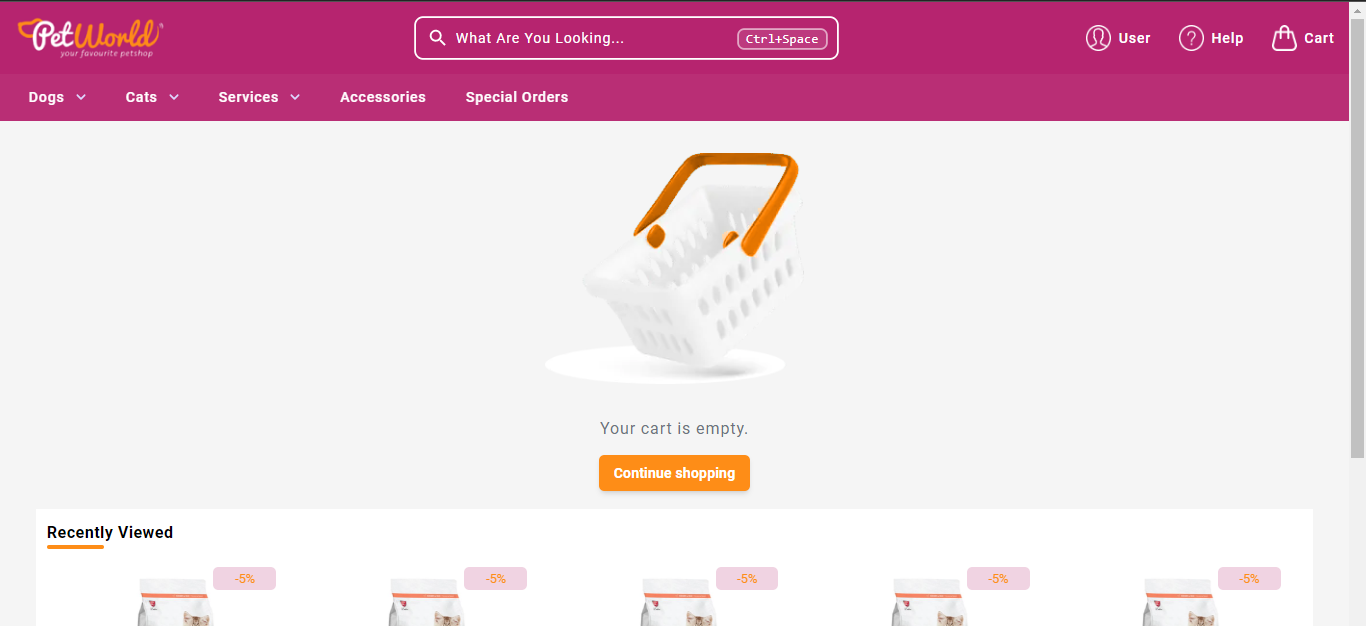 PetWorld
your favourite petshop
What Are You Looking...
Ctrl+Space
User
Help
Cart
Dogs
Cats
Services
Accessories
Special Orders
Your cart is empty.
Continue shopping
Recently Viewed
-5%
-5%
-5%
-5%
-5%